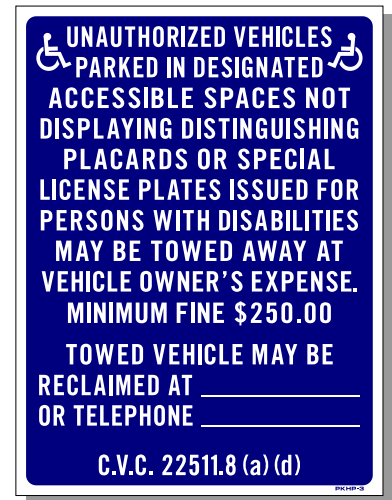 UNAUTHORIZED VEHICLES
PARKED IN DESIGNATED
ACCESSIBLE SPACES NOT
DISPLAYING DISTINGUISHING
PLACARDS OR SPECIAL
LICENSE PLATES ISSUED FOR
PERSONS WITH DISABILITIES
MAY BE TOWED AWAY AT
VEHICLE OWNER'S EXPENSE.
MINIMUM FINE $250.00
TOWED VEHICLE MAY BE
RECLAIMED AT ____________
OR TELEPHONE ____________
C.V.C. 22511.8 (a) (d)
PKHP-3